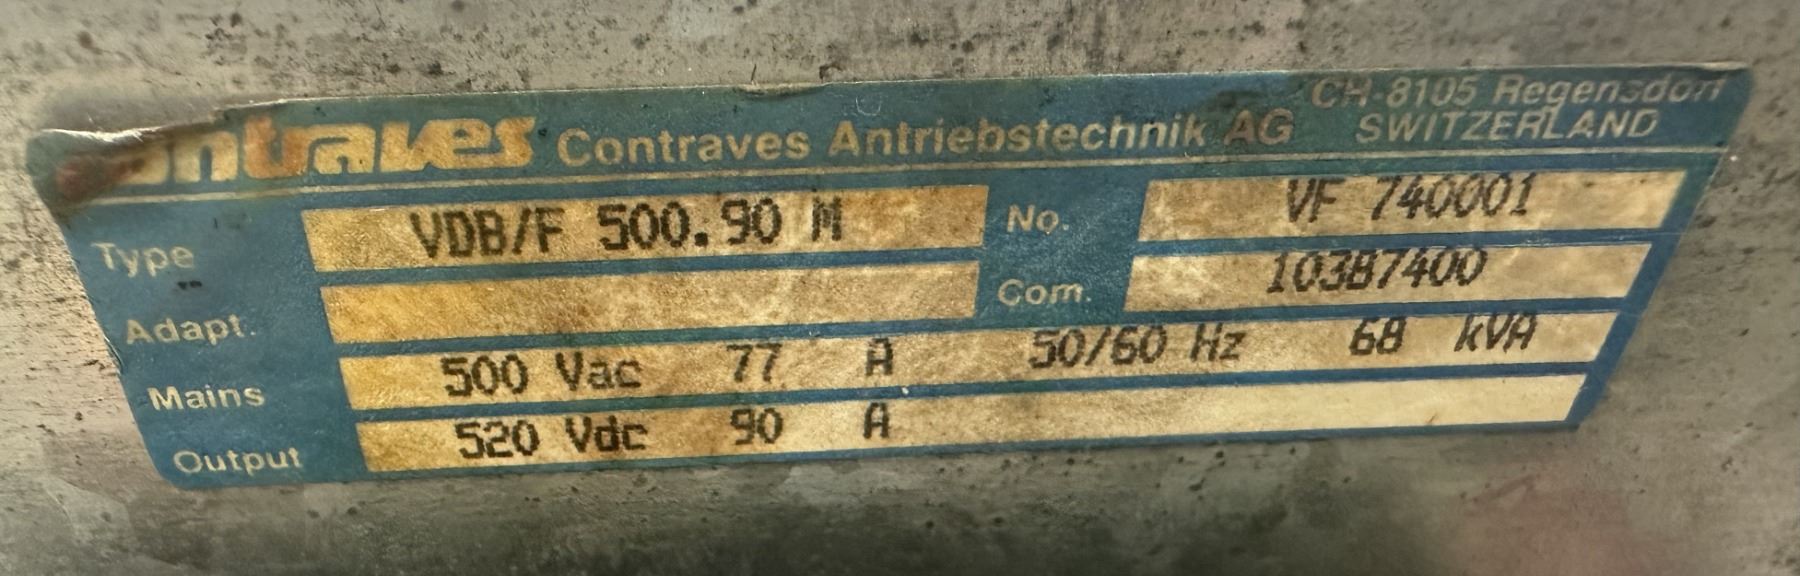 contraves Contraves Antriebstechnik AG CH-8105 Regensdorf
SWITZERLAND
Type VDB/F 500.90 M No. VF 740001
Adapt. Com. 10387400
Mains 500 Vac 77 A 50/60 Hz 68 kVA
Output 520 Vdc 90 A